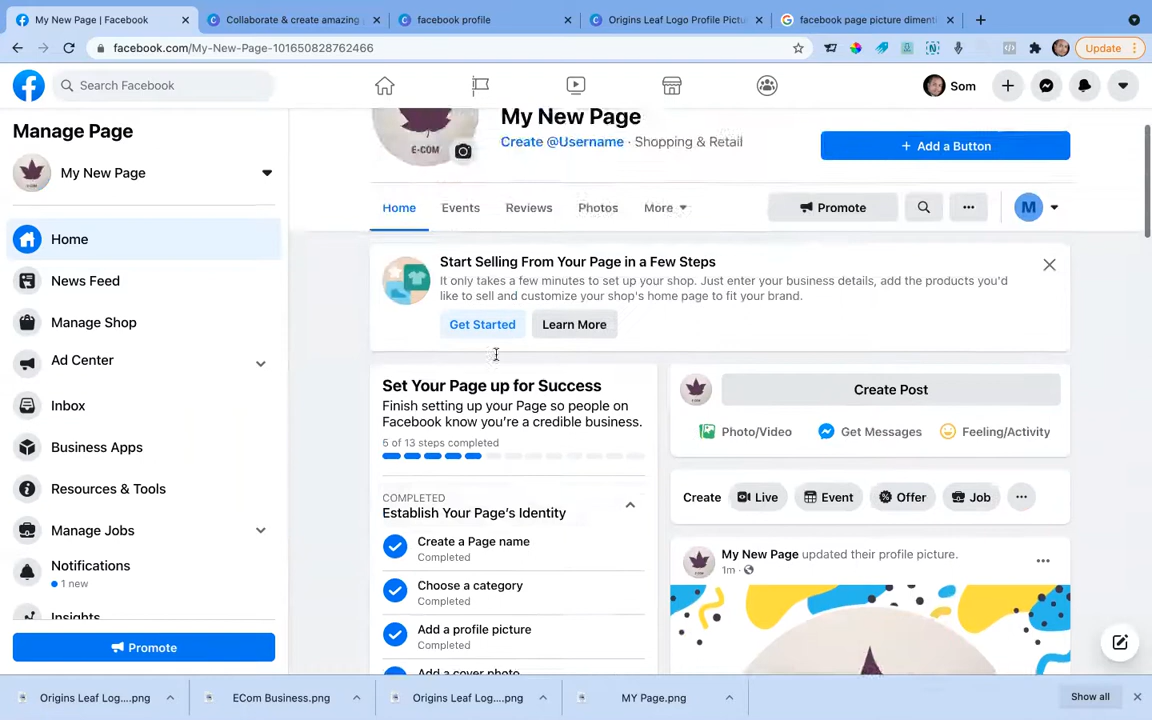 My New Page | Facebook
Collaborate & create amazing
facebook profile
Origins Leaf Logo Profile Pictu
facebook page picture dimenti
facebook.com/My-New-Page-101650828762466
Update
Search Facebook
Som
Manage Page
My New Page
Home
News Feed
Manage Shop
Ad Center
Inbox
Business Apps
Resources & Tools
Manage Jobs
Notifications
1 new
Insights
Promote
E-COM
My New Page
Create @Username · Shopping & Retail
+ Add a Button
Home
Events
Reviews
Photos
More
Promote
M
Start Selling From Your Page in a Few Steps
It only takes a few minutes to set up your shop. Just enter your business details, add the products you'd
like to sell and customize your shop's home page to fit your brand.
Get Started
Learn More
Set Your Page up for Success
Finish setting up your Page so people on
Facebook know you're a credible business.
5 of 13 steps completed
COMPLETED
Establish Your Page's Identity
Create a Page name
Completed
Choose a category
Completed
Add a profile picture
Completed
Add a cover photo
Create Post
Photo/Video
Get Messages
Feeling/Activity
Create
Live
Event
Offer
Job
My New Page updated their profile picture.
1m ·
Origins Leaf Log....png
ECom Business.png
Origins Leaf Log....png
MY Page.png
Show all